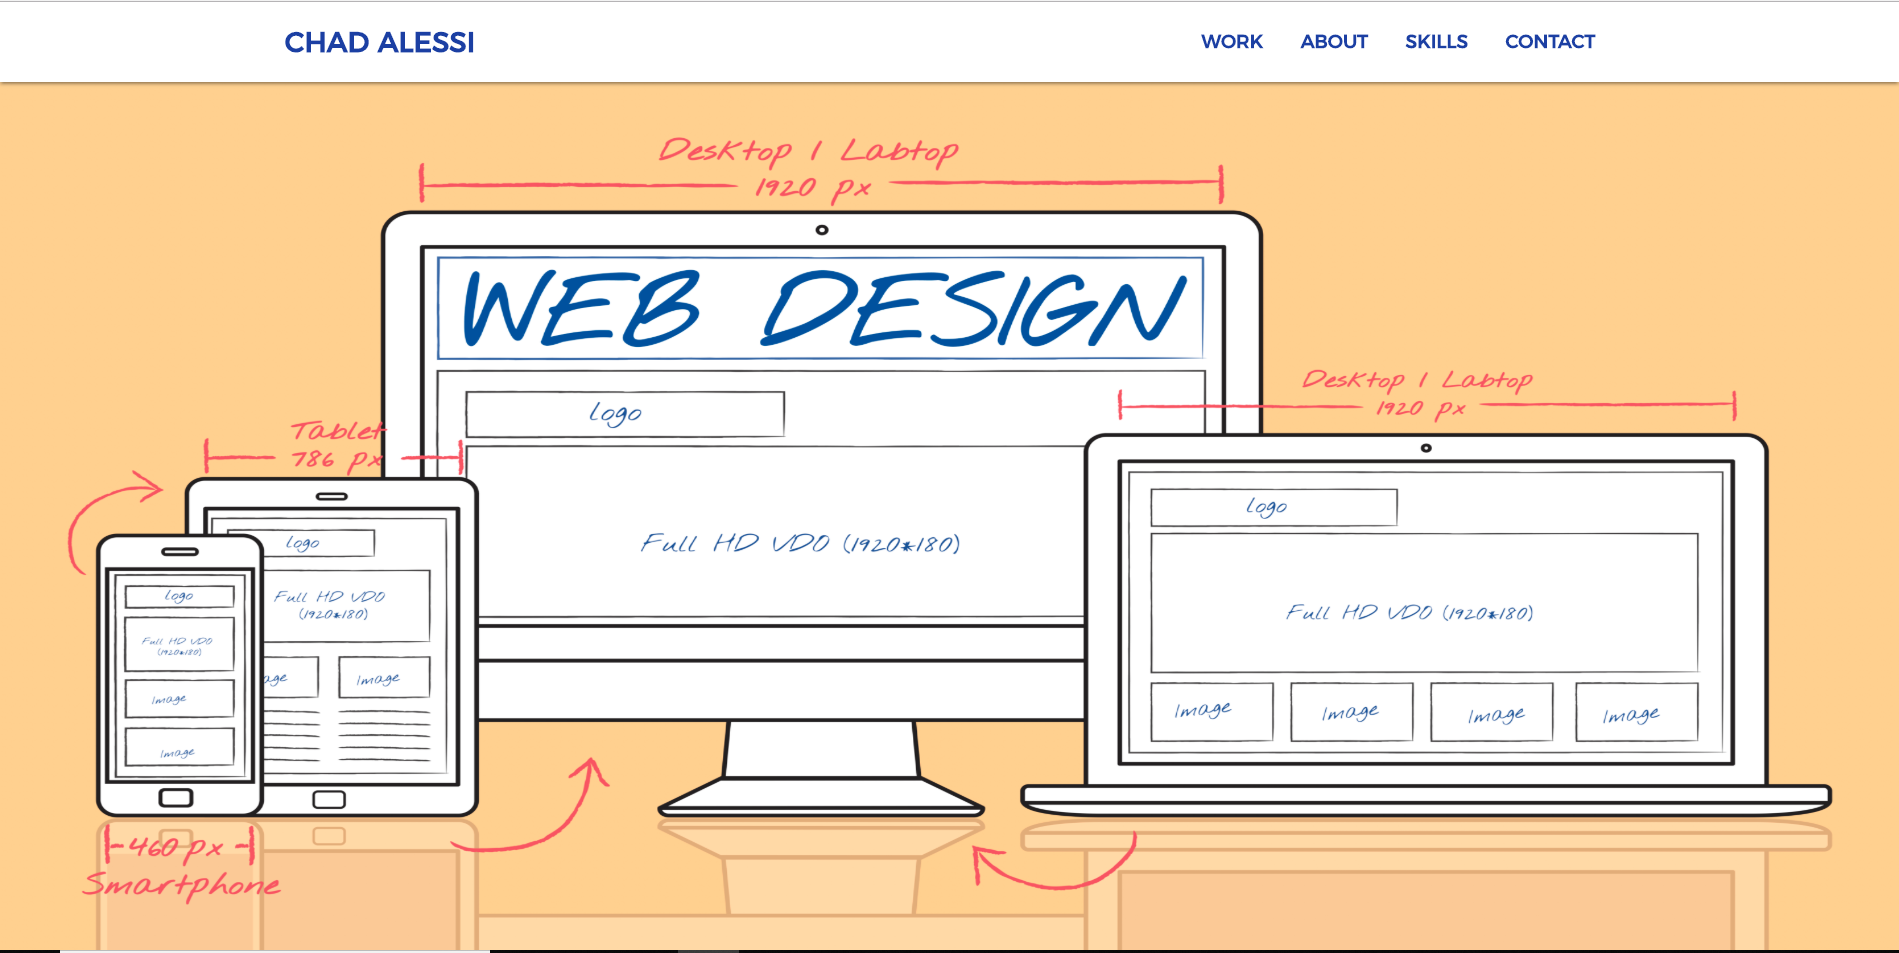 CHAD ALESSI
WORK ABOUT SKILLS CONTACT
Desktop / Labtop
1920 px
WEB DESIGN
Logo
Full HD VDO (1920*180)
Desktop / Labtop
1920 px
Logo
Full HD VDO (1920*180)
Image Image Image Image
Tablet
786 px
Logo
Full HD VDO
(1920*180)
age Image
Logo
Full HD VDO
(1920*180)
Image
Image
460 px
Smartphone